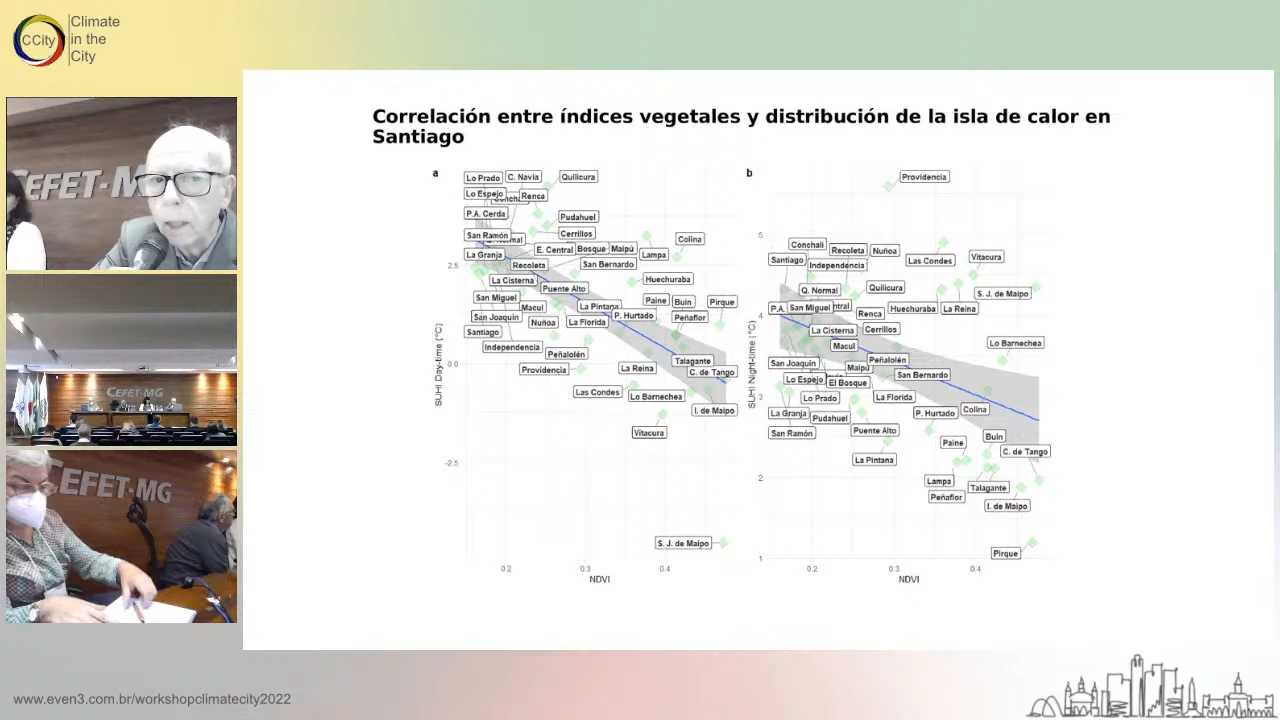 CCity
Climate
in the
City
CEFET-MG
CEFET-MG
CEFET-MG
Correlación entre índices vegetales y distribución de la isla de calor en
Santiago
a
Lo Prado
C. Navia
Quilicura
Lo Espejo
Renca
P.A. Cerda
Pudahuel
San Ramón
Cerrillos
La Granja
E. Central
Bosque
Maipú
Colina
Lampa
Recoleta
San Bernardo
2.5
La Cisterna
Puente Alto
Huechuraba
San Miguel
Macul
La Pintana
Paine
Buin
Pirque
San Joaquin
Nuñoa
La Florida
P. Hurtado
Peñaflor
Santiago
Independencia
Peñalolén
0.0
Providencia
La Reina
Talagante
C. de Tango
Las Condes
Lo Barnechea
I. de Maipo
Vitacura
-2.5
S. J. de Maipo
SUHI Day-time (°C)
0.2
0.3
0.4
NDVI
b
Providencia
5
Conchalí
Recoleta
Nuñoa
Las Condes
Vitacura
Santiago
Independencia
Q. Normal
Quilicura
S. J. de Maipo
P.A.
San Miguel
Renca
Huechuraba
La Reina
4
La Cisterna
Cerrillos
Macul
Lo Barnechea
San Joaquin
Maipú
Peñalolén
Lo Espejo
El Bosque
San Bernardo
3
Lo Prado
La Florida
La Granja
Pudahuel
P. Hurtado
Colina
San Ramón
Puente Alto
Paine
Buin
La Pintana
C. de Tango
2
Lampa
Talagante
Peñaflor
I. de Maipo
Pirque
1
SUHI Night-time (°C)
0.2
0.3
0.4
NDVI
www.even3.com.br/workshopclimatecity2022